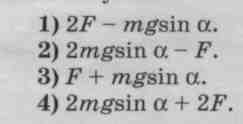 1) 2F − mgsin α.
2) 2mgsin α − F.
3) F + mgsin α.
4) 2mgsin α + 2F.